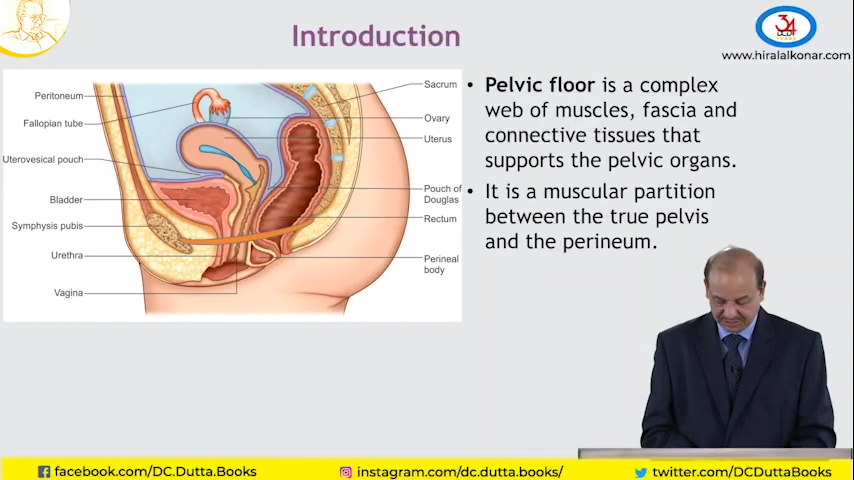 Introduction
34
YEARS
www.hiralalkonar.com
Peritoneum
Fallopian tube
Uterovesical pouch
Bladder
Symphysis pubis
Urethra
Vagina
Sacrum
Ovary
Uterus
Pouch of
Douglas
Rectum
Perineal
body
• Pelvic floor is a complex
web of muscles, fascia and
connective tissues that
supports the pelvic organs.
• It is a muscular partition
between the true pelvis
and the perineum.
facebook.com/DC.Dutta.Books
instagram.com/dc.dutta.books/
twitter.com/DCDuttaBooks